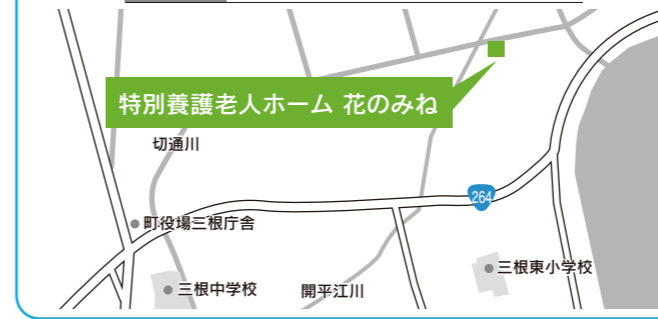 特別養護老人ホーム 花のみね
切通川
264
町役場三根庁舎
三根東小学校
三根中学校
開平江川